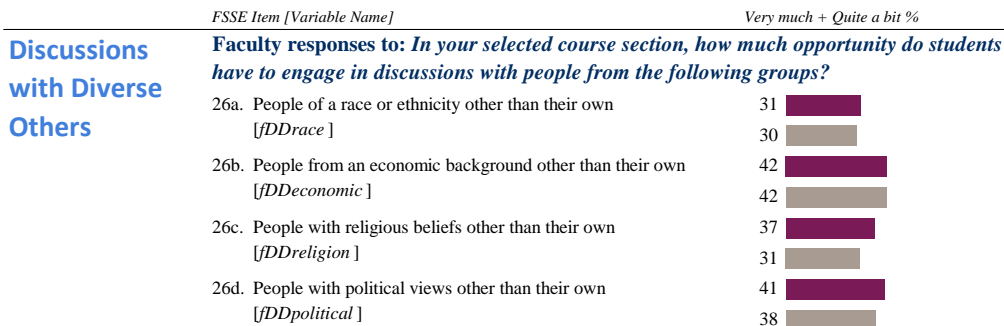 FSSE Item [Variable Name] Very much + Quite a bit %
Discussions
with Diverse
Others
Faculty responses to: In your selected course section, how much opportunity do students
have to engage in discussions with people from the following groups?
26a. People of a race or ethnicity other than their own 31
[fDDrace ] 30
26b. People from an economic background other than their own 42
[fDDeconomic ] 42
26c. People with religious beliefs other than their own 37
[fDDreligion ] 31
26d. People with political views other than their own 41
[fDDpolitical ] 38